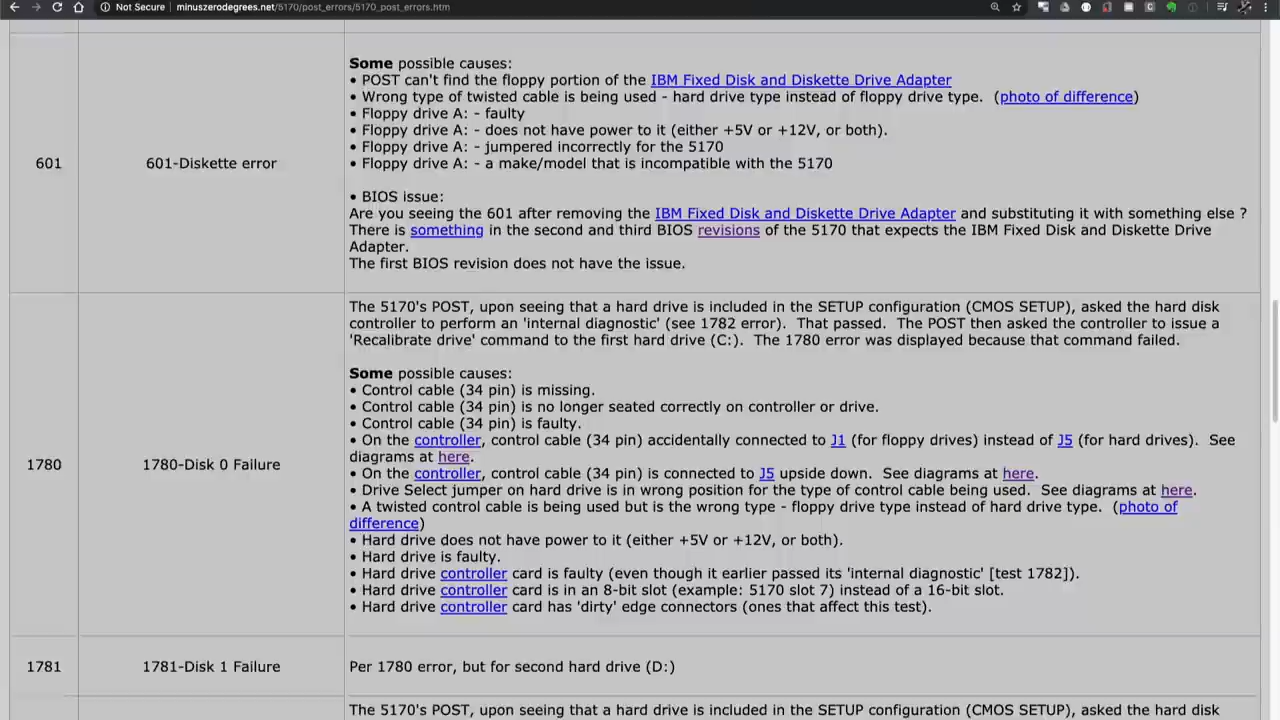 Not Secure | minuszerodegrees.net/5170/post_errors/5170_post_errors.htm
601
601-Diskette error
Some possible causes:
• POST can't find the floppy portion of the IBM Fixed Disk and Diskette Drive Adapter
• Wrong type of twisted cable is being used - hard drive type instead of floppy drive type. (photo of difference)
• Floppy drive A: - faulty
• Floppy drive A: - does not have power to it (either +5V or +12V, or both).
• Floppy drive A: - jumpered incorrectly for the 5170
• Floppy drive A: - a make/model that is incompatible with the 5170
• BIOS issue:
Are you seeing the 601 after removing the IBM Fixed Disk and Diskette Drive Adapter and substituting it with something else ?
There is something in the second and third BIOS revisions of the 5170 that expects the IBM Fixed Disk and Diskette Drive
Adapter.
The first BIOS revision does not have the issue.
1780
1780-Disk 0 Failure
The 5170's POST, upon seeing that a hard drive is included in the SETUP configuration (CMOS SETUP), asked the hard disk
controller to perform an 'internal diagnostic' (see 1782 error). That passed. The POST then asked the controller to issue a
'Recalibrate drive' command to the first hard drive (C:). The 1780 error was displayed because that command failed.
Some possible causes:
• Control cable (34 pin) is missing.
• Control cable (34 pin) is no longer seated correctly on controller or drive.
• Control cable (34 pin) is faulty.
• On the controller, control cable (34 pin) accidentally connected to J1 (for floppy drives) instead of J5 (for hard drives). See
diagrams at here.
• On the controller, control cable (34 pin) is connected to J5 upside down. See diagrams at here.
• Drive Select jumper on hard drive is in wrong position for the type of control cable being used. See diagrams at here.
• A twisted control cable is being used but is the wrong type - floppy drive type instead of hard drive type. (photo of
difference)
• Hard drive does not have power to it (either +5V or +12V, or both).
• Hard drive is faulty.
• Hard drive controller card is faulty (even though it earlier passed its 'internal diagnostic' [test 1782]).
• Hard drive controller card is in an 8-bit slot (example: 5170 slot 7) instead of a 16-bit slot.
• Hard drive controller card has 'dirty' edge connectors (ones that affect this test).
1781
1781-Disk 1 Failure
Per 1780 error, but for second hard drive (D:)
The 5170's POST, upon seeing that a hard drive is included in the SETUP configuration (CMOS SETUP), asked the hard disk